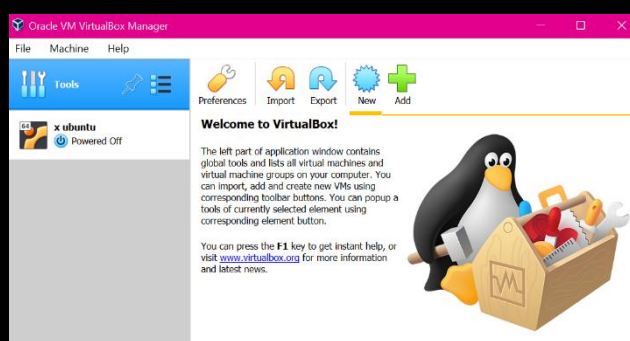 Oracle VM VirtualBox Manager
File Machine Help
Tools
Preferences Import Export New Add
64
x ubuntu
Powered Off
Welcome to VirtualBox!
The left part of application window contains
global tools and lists all virtual machines and
virtual machine groups on your computer. You
can import, add and create new VMs using
corresponding toolbar buttons. You can popup a
tools of currently selected element using
corresponding element button.
You can press the F1 key to get instant help, or
visit www.virtualbox.org for more information
and latest news.